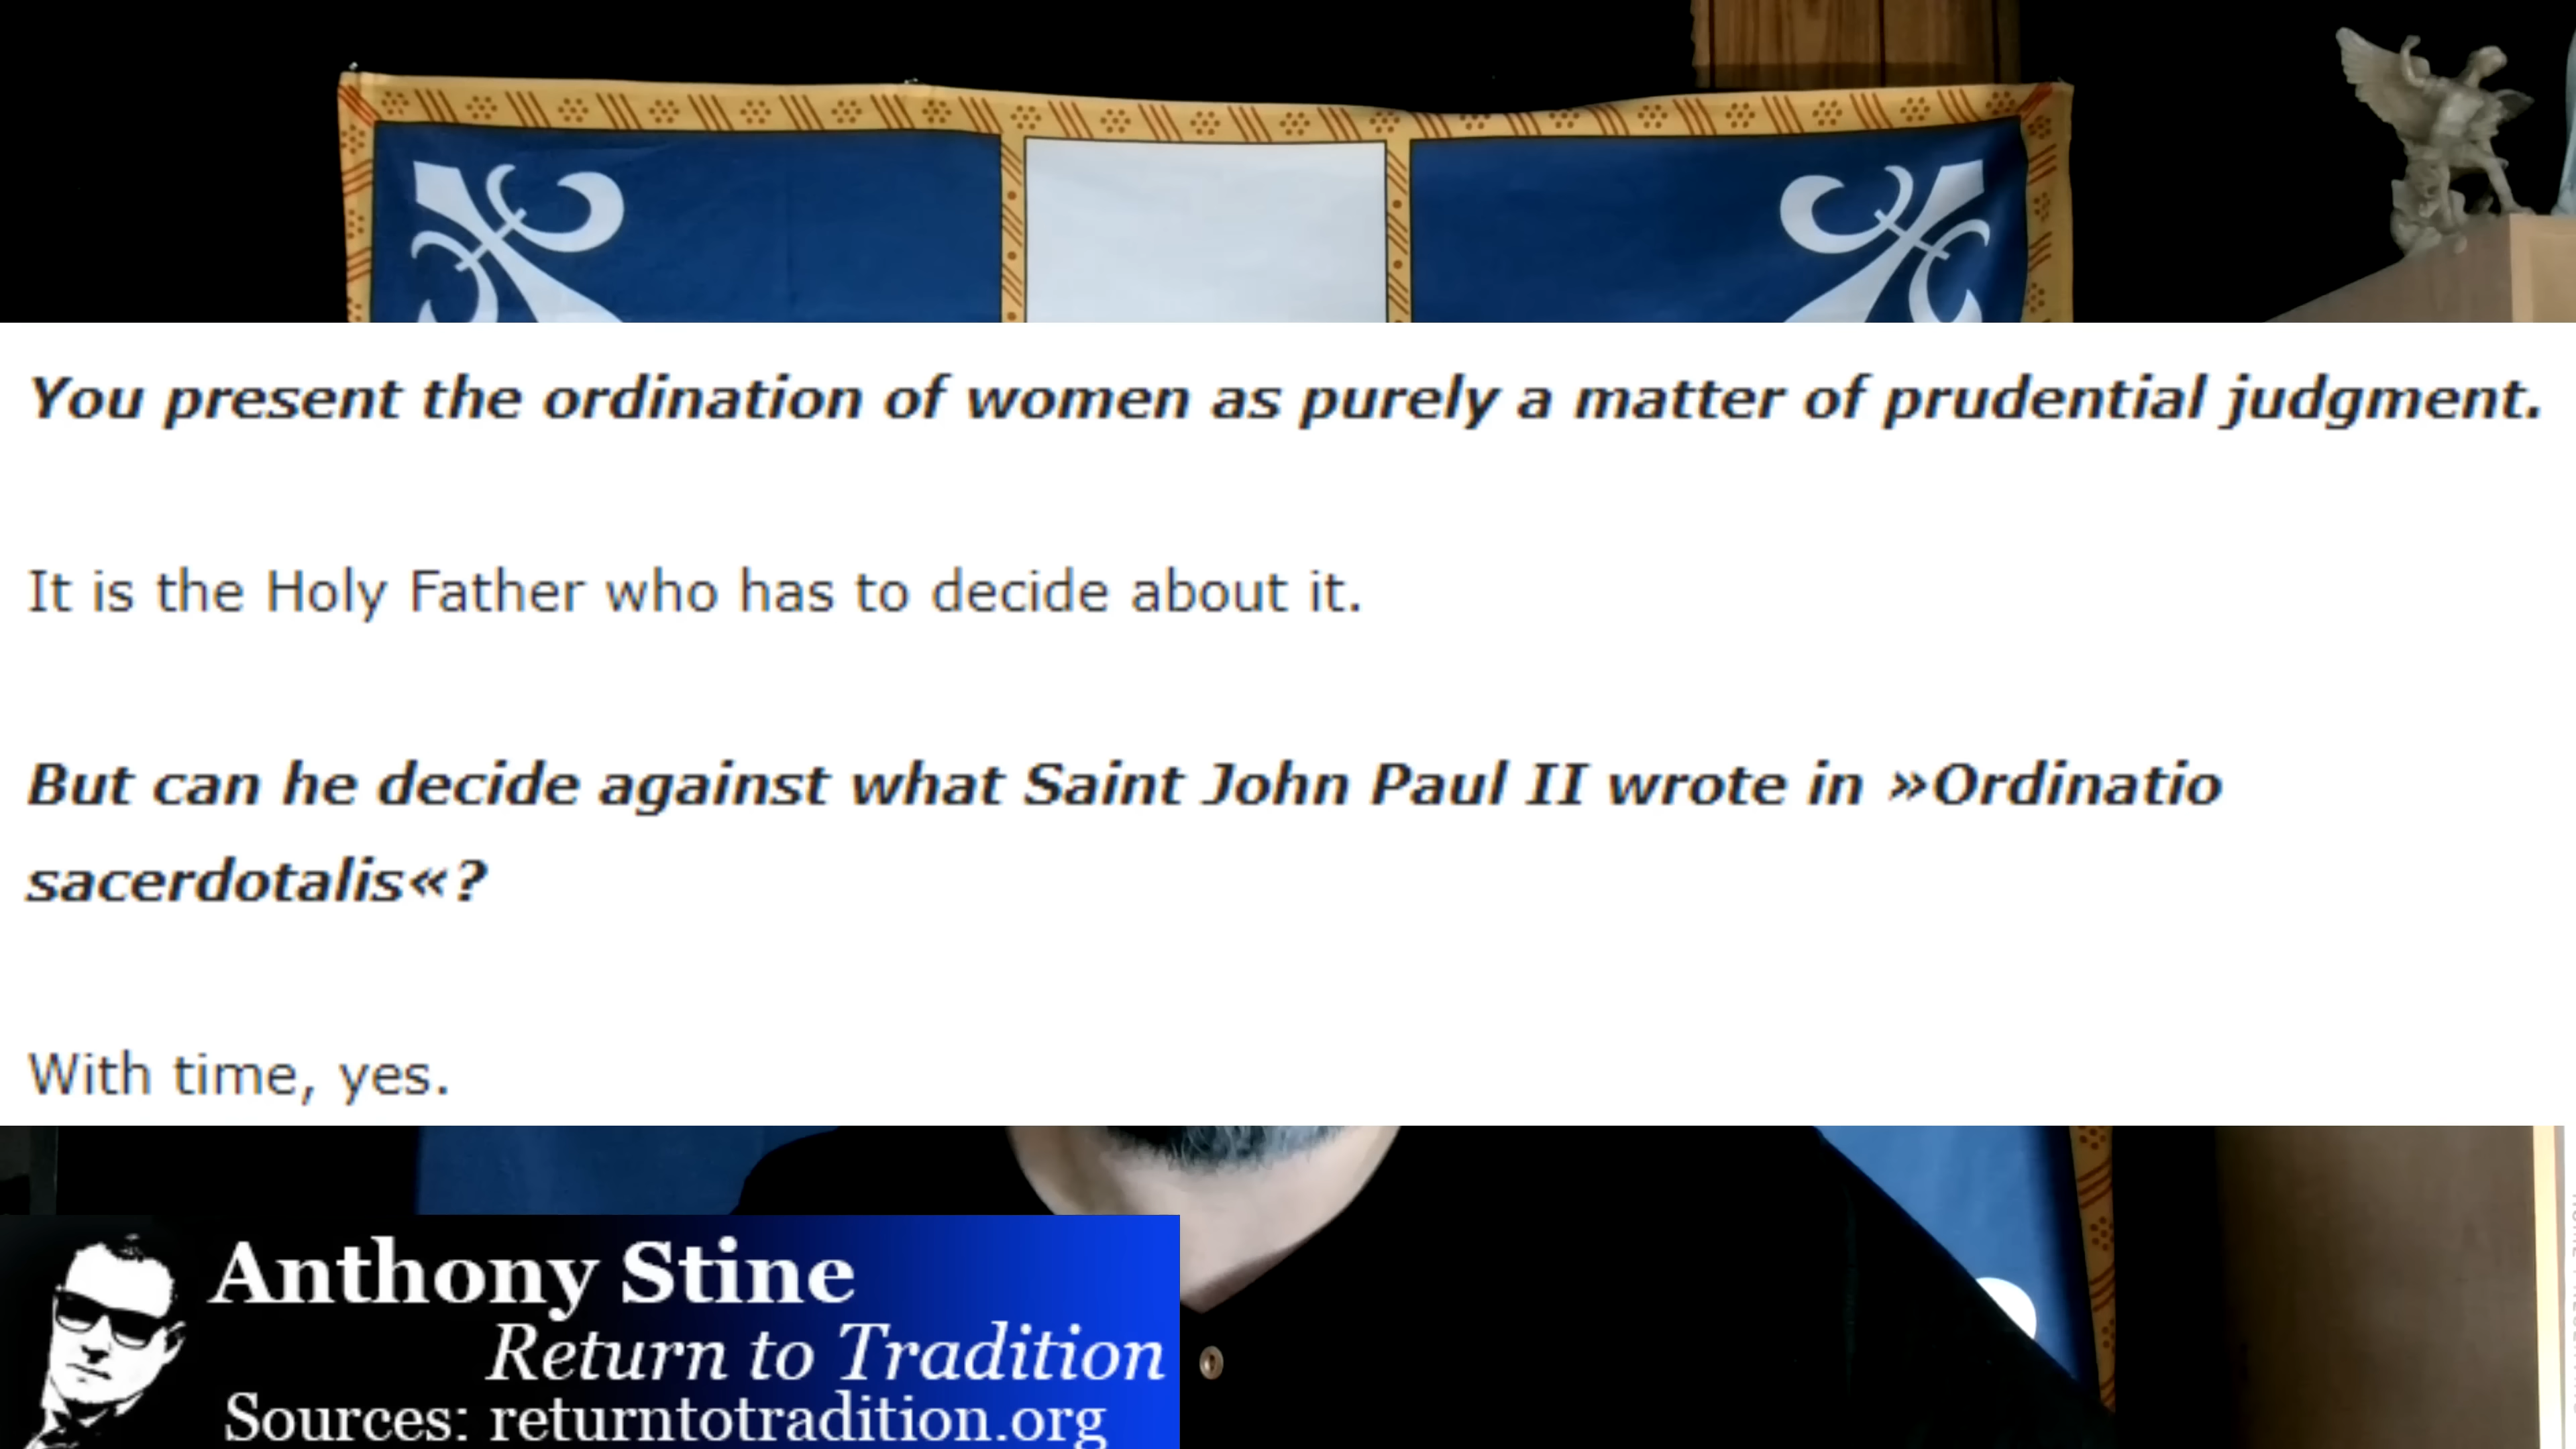 You present the ordination of women as purely a matter of prudential judgment.
It is the Holy Father who has to decide about it.
But can he decide against what Saint John Paul II wrote in »Ordinatio
sacerdotalis«?
With time, yes.
Anthony Stine
Return to Tradition
Sources: returntotradition.org